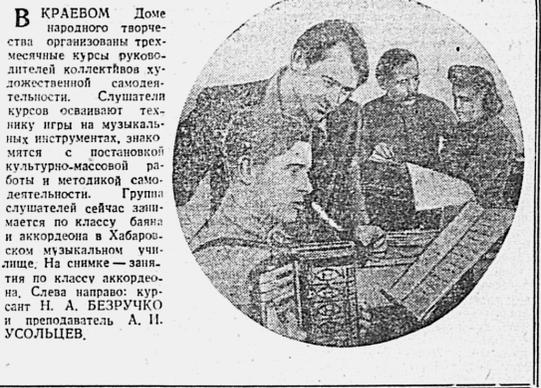 В КРАЕВОМ Доме
народного творче-
ства организованы трех-
месячные курсы руково-
дителей коллективов ху-
дожественной самодея-
тельности. Слушатели
курсов осваивают тех-
нику игры на музыкаль-
ных инструментах, знако
мятся с постановкой
культурно-массовой ра-
боты и методикой само-
деятельности. Группа
слушателей сейчас зани-
мается по классу баяна
и аккордеона в Хабаров-
ском музыкальном учи-
лище. На снимке — заня-
тия по классу аккордео-
на. Слева направо: кур-
сант Н. А. БЕЗРУЧКО
и преподаватель А. И.
УСОЛЬЦЕВ.